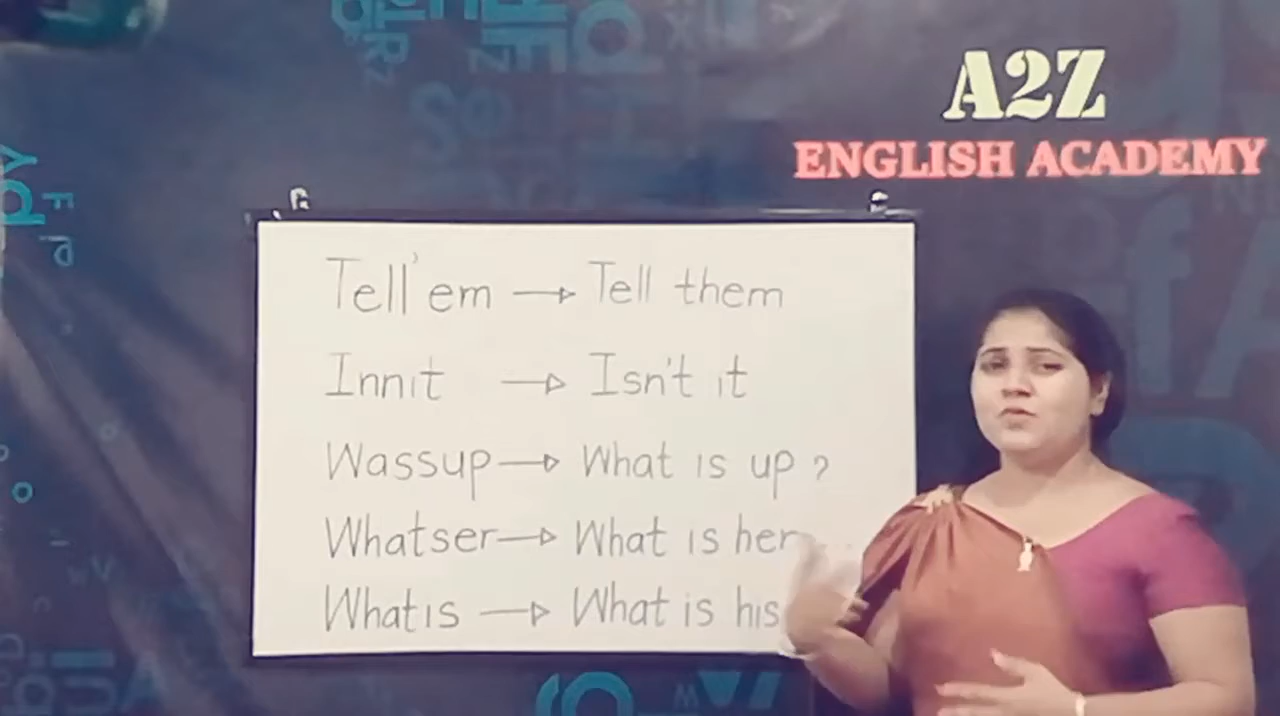 A2Z
ENGLISH ACADEMY
Tell'em → Tell them
Innit → Isn't it
Wassup → What is up?
Whatser → What is her
Whatis → What is his